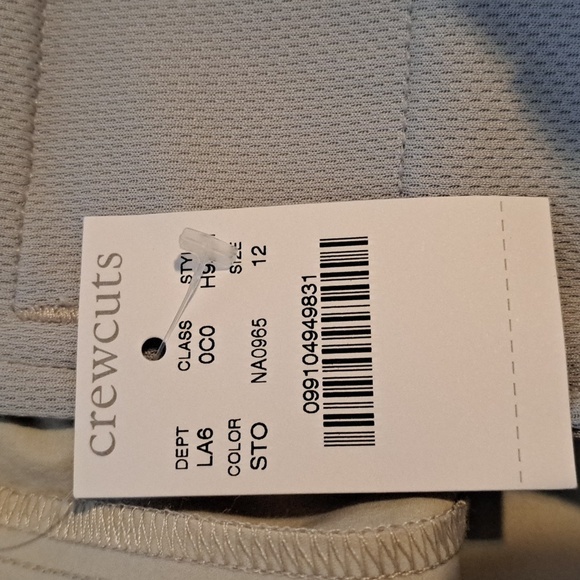 crewcuts
DEPT CLASS
LA6 0C0
COLOR SIZE
STO NA0965 12
099104949831